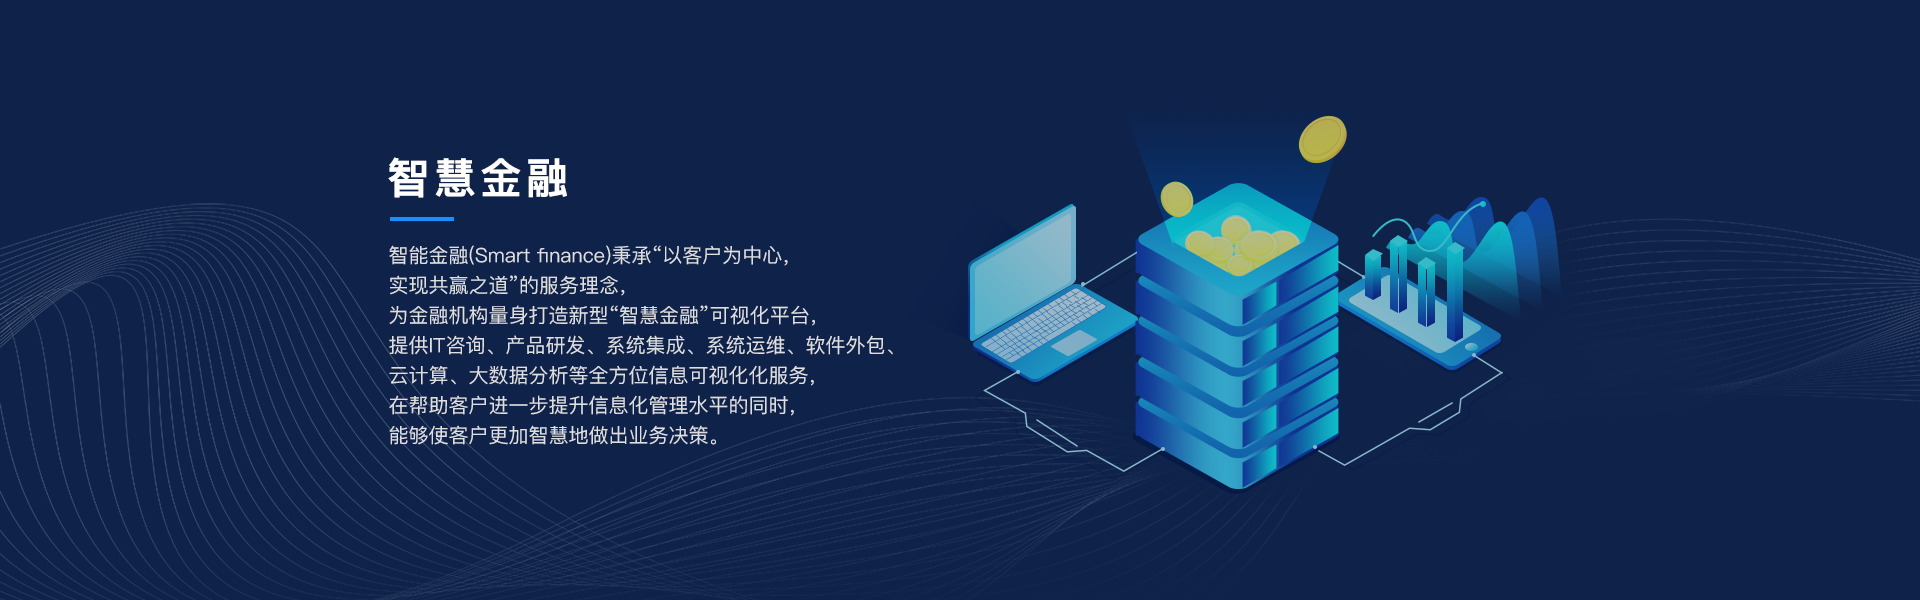 智慧金融
智能金融(Smart finance)秉承“以客户为中心，
实现共赢之道”的服务理念，
为金融机构量身打造新型“智慧金融”可视化平台，
提供IT咨询、产品研发、系统集成、系统运维、软件外包、
云计算、大数据分析等全方位信息可视化化服务，
在帮助客户进一步提升信息化管理水平的同时，
能够使客户更加智慧地做出业务决策。